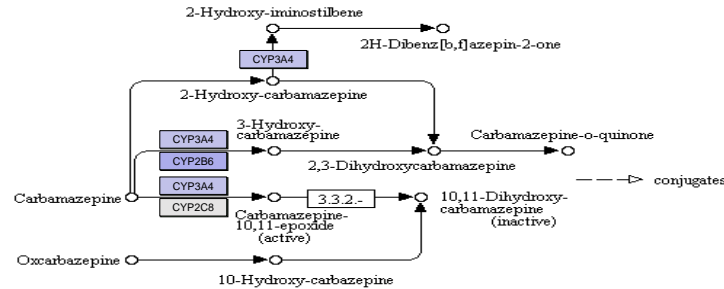 2-Hydroxy-iminostilbene
2H-Dibenz[b,f]azepin-2-one
CYP3A4
2-Hydroxy-carbamazepine
3-Hydroxy-
carbamazepine
Carbamazepine-o-quinone
CYP3A4
CYP2B6
2,3-Dihydroxycarbamazepine
conjugates
CYP3A4
Carbamazepine
CYP2C8
3.3.2.-
10,11-Dihydroxy-
carbamazepine
(inactive)
Carbamazepine-
10,11-epoxide
(active)
Oxcarbazepine
10-Hydroxy-carbazepine